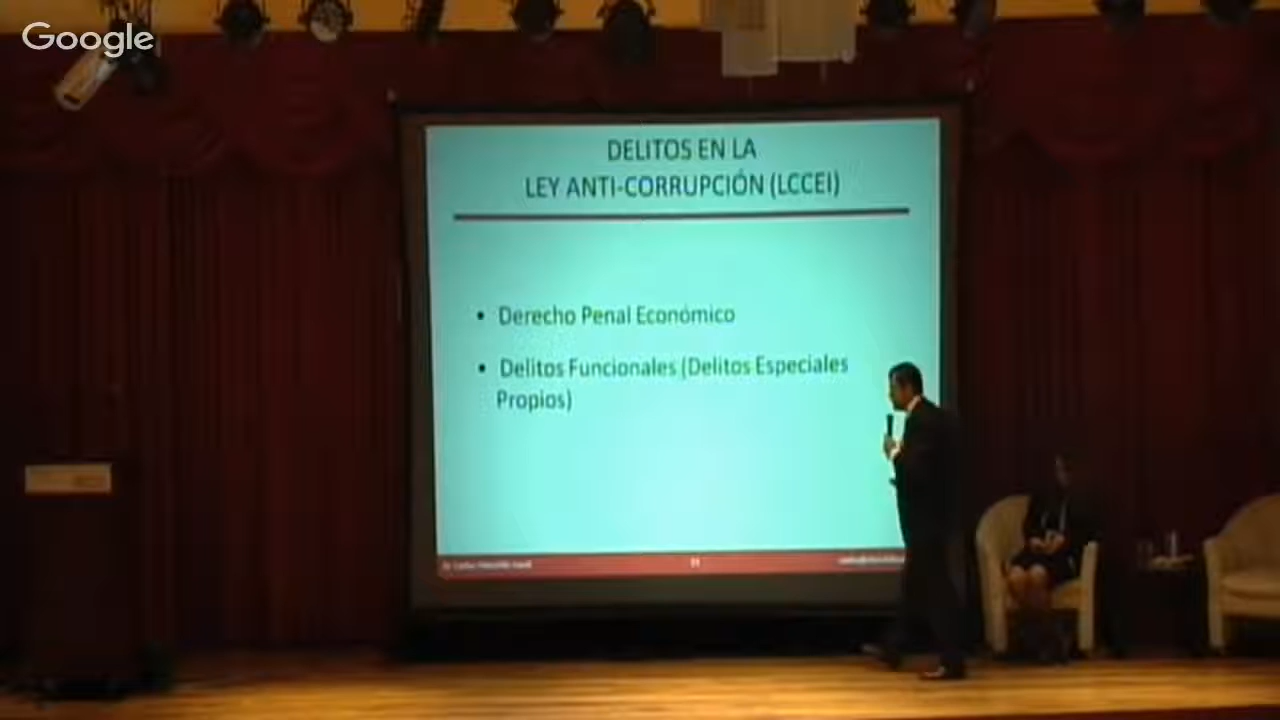 Google
DELITOS EN LA
LEY ANTI-CORRUPCIÓN (LCCEI)
• Derecho Penal Económico
• Delitos Funcionales (Delitos Especiales
Propios)